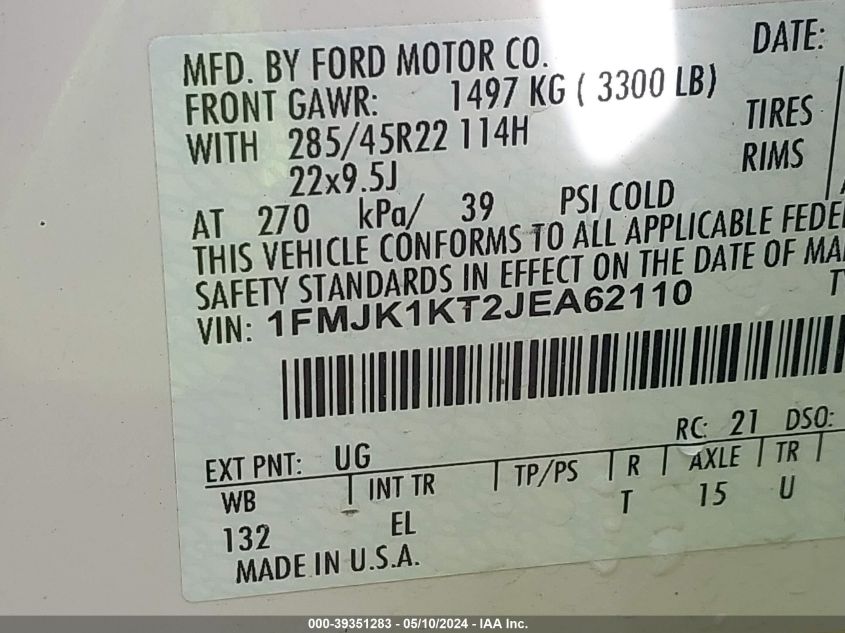 MFD. BY FORD MOTOR CO. DATE:
FRONT GAWR: 1497 KG ( 3300 LB)
WITH 285/45R22 114H TIRES
22x9.5J RIMS
AT 270 kPa/ 39 PSI COLD
THIS VEHICLE CONFORMS TO ALL APPLICABLE FEDE
SAFETY STANDARDS IN EFFECT ON THE DATE OF MA
VIN: 1FMJK1KT2JEA62110 T
EXT PNT: UG RC: 21 DSO:
WB INT TR TP/PS R AXLE TR
132 EL T 15 U
MADE IN U.S.A.
000-39351283 - 05/10/2024 - IAA Inc.